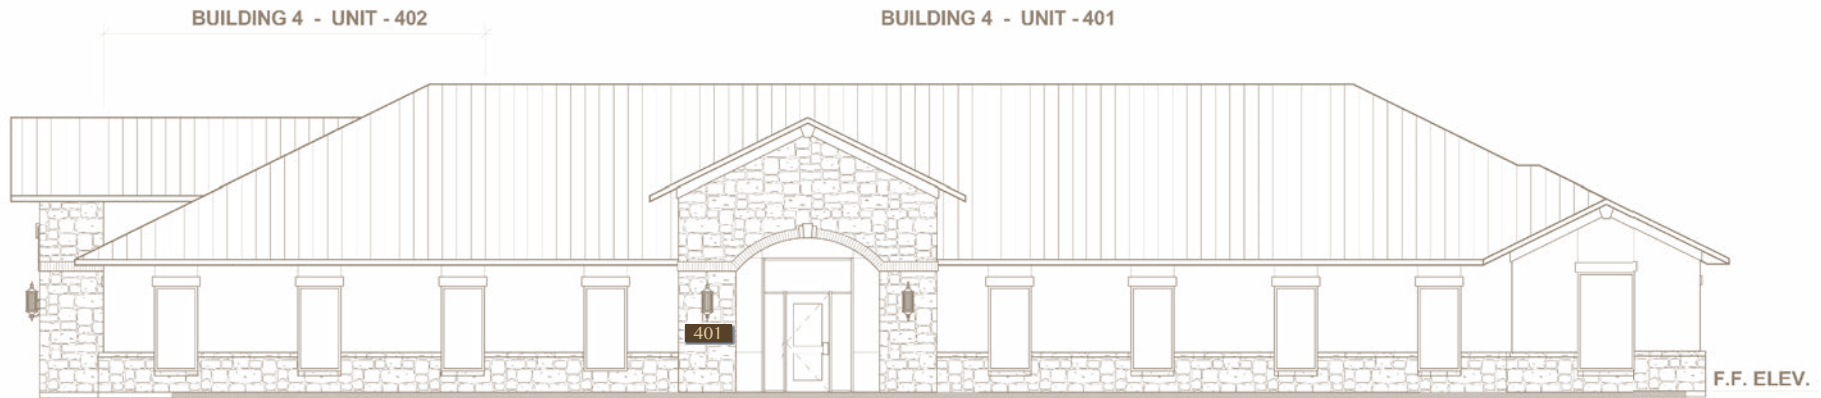 BUILDING 4 - UNIT - 402
BUILDING 4 - UNIT - 401
401
F.F. ELEV.